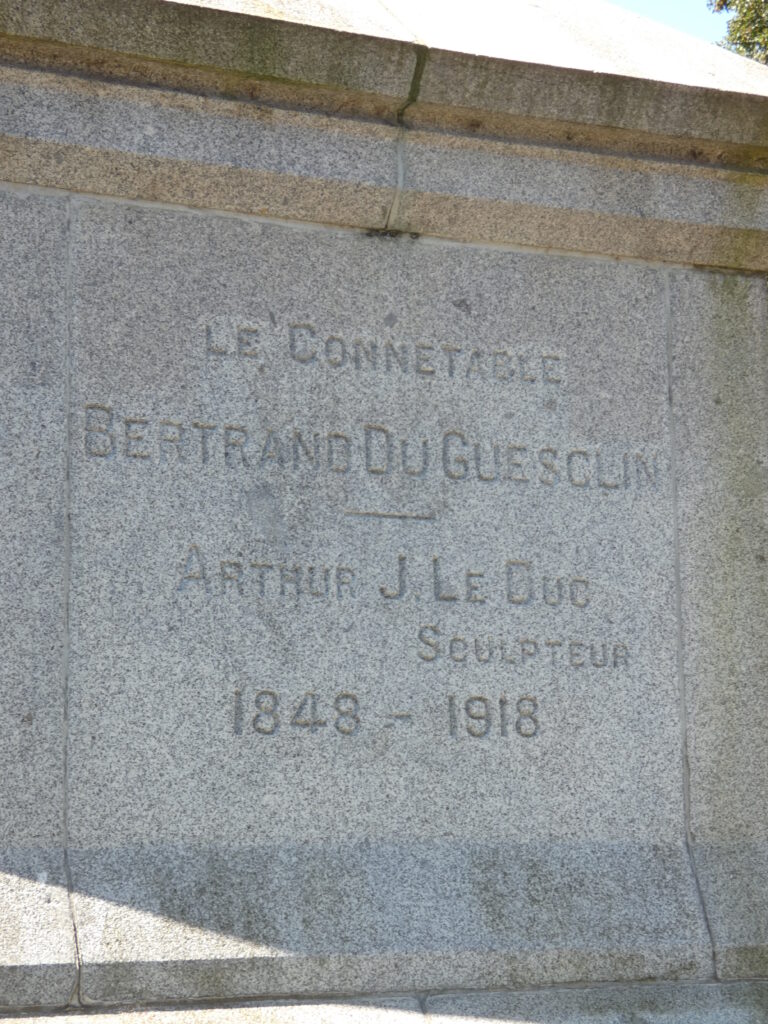 LE CONNETABLE
BERTRAND DU GUESCLIN
ARTHUR J. LE DUC
SCULPTEUR
1848 - 1918